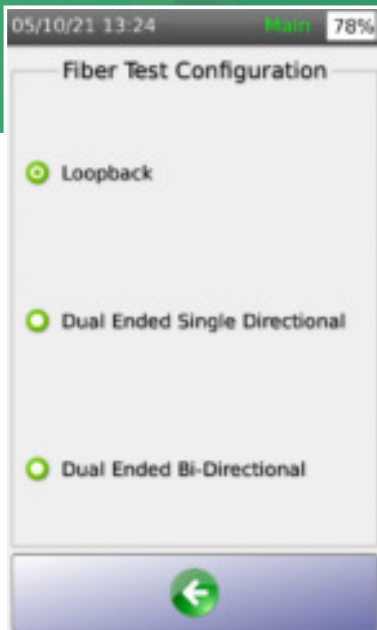 05/10/21 13:24 Main 78%
Fiber Test Configuration
Loopback
Dual Ended Single Directional
Dual Ended Bi-Directional